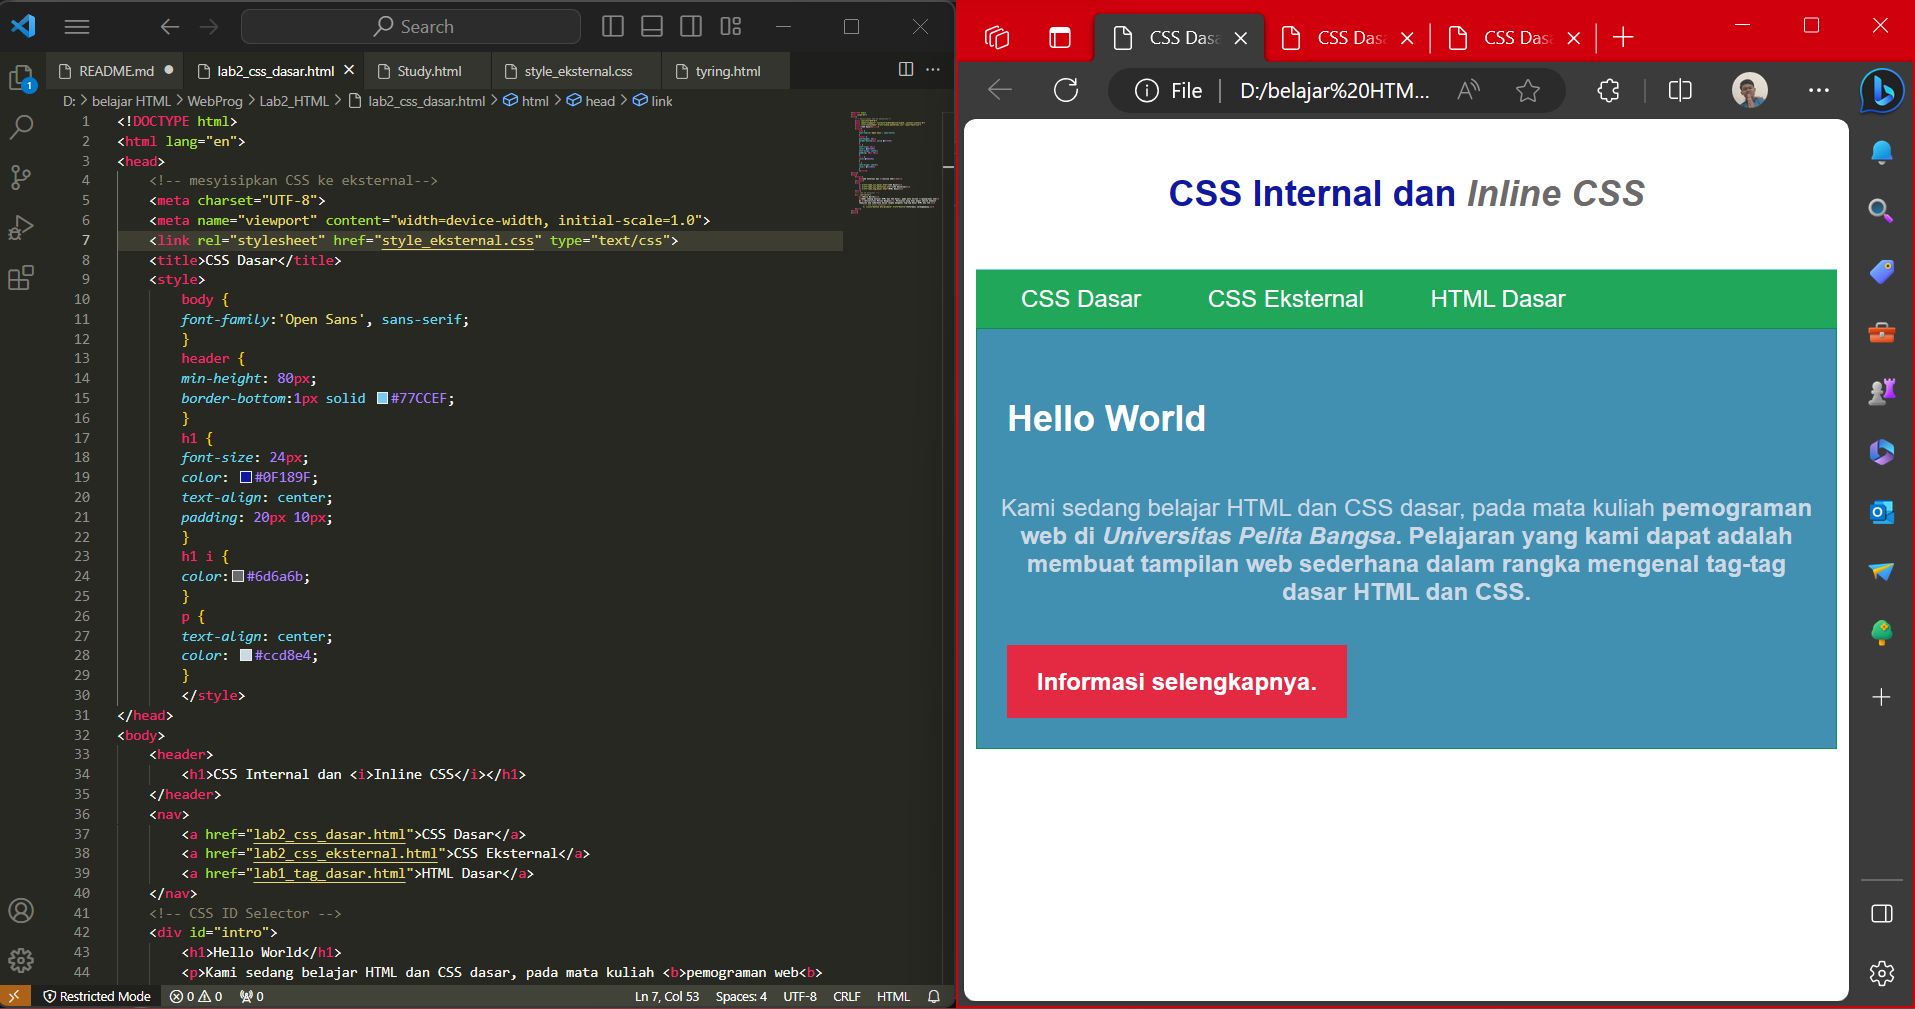 Search
README.md
lab2_css_dasar.html
Study.html
style_eksternal.css
tyring.html
D: > belajar HTML > WebProg > Lab2_HTML > lab2_css_dasar.html > html > head > link
1 <!DOCTYPE html>
2 <html lang="en">
3 <head>
4 <!-- mesyisipkan CSS ke eksternal-->
5 <meta charset="UTF-8">
6 <meta name="viewport" content="width=device-width, initial-scale=1.0">
7 <link rel="stylesheet" href="style_eksternal.css" type="text/css">
8 <title>CSS Dasar</title>
9 <style>
10 body {
11 font-family:'Open Sans', sans-serif;
12 }
13 header {
14 min-height: 80px;
15 border-bottom:1px solid #77CCEF;
16 }
17 h1 {
18 font-size: 24px;
19 color: #0F189F;
20 text-align: center;
21 padding: 20px 10px;
22 }
23 h1 i {
24 color:#6d6a6b;
25 }
26 p {
27 text-align: center;
28 color: #ccd8e4;
29 }
30 </style>
31 </head>
32 <body>
33 <header>
34 <h1>CSS Internal dan <i>Inline CSS</i></h1>
35 </header>
36 <nav>
37 <a href="lab2_css_dasar.html">CSS Dasar</a>
38 <a href="lab2_css_eksternal.html">CSS Eksternal</a>
39 <a href="lab1_tag_dasar.html">HTML Dasar</a>
40 </nav>
41 <!-- CSS ID Selector -->
42 <div id="intro">
43 <h1>Hello World</h1>
44 <p>Kami sedang belajar HTML dan CSS dasar, pada mata kuliah <b>pemograman web<b>
1
Restricted Mode
0 0
0
Ln 7, Col 53
Spaces: 4
UTF-8
CRLF
HTML
CSS Dasa
CSS Das
CSS Das
File
D:/belajar%20HTM...
CSS Internal dan Inline CSS
CSS Dasar
CSS Eksternal
HTML Dasar
Hello World
Kami sedang belajar HTML dan CSS dasar, pada mata kuliah pemograman
web di Universitas Pelita Bangsa. Pelajaran yang kami dapat adalah
membuat tampilan web sederhana dalam rangka mengenal tag-tag
dasar HTML dan CSS.
Informasi selengkapnya.